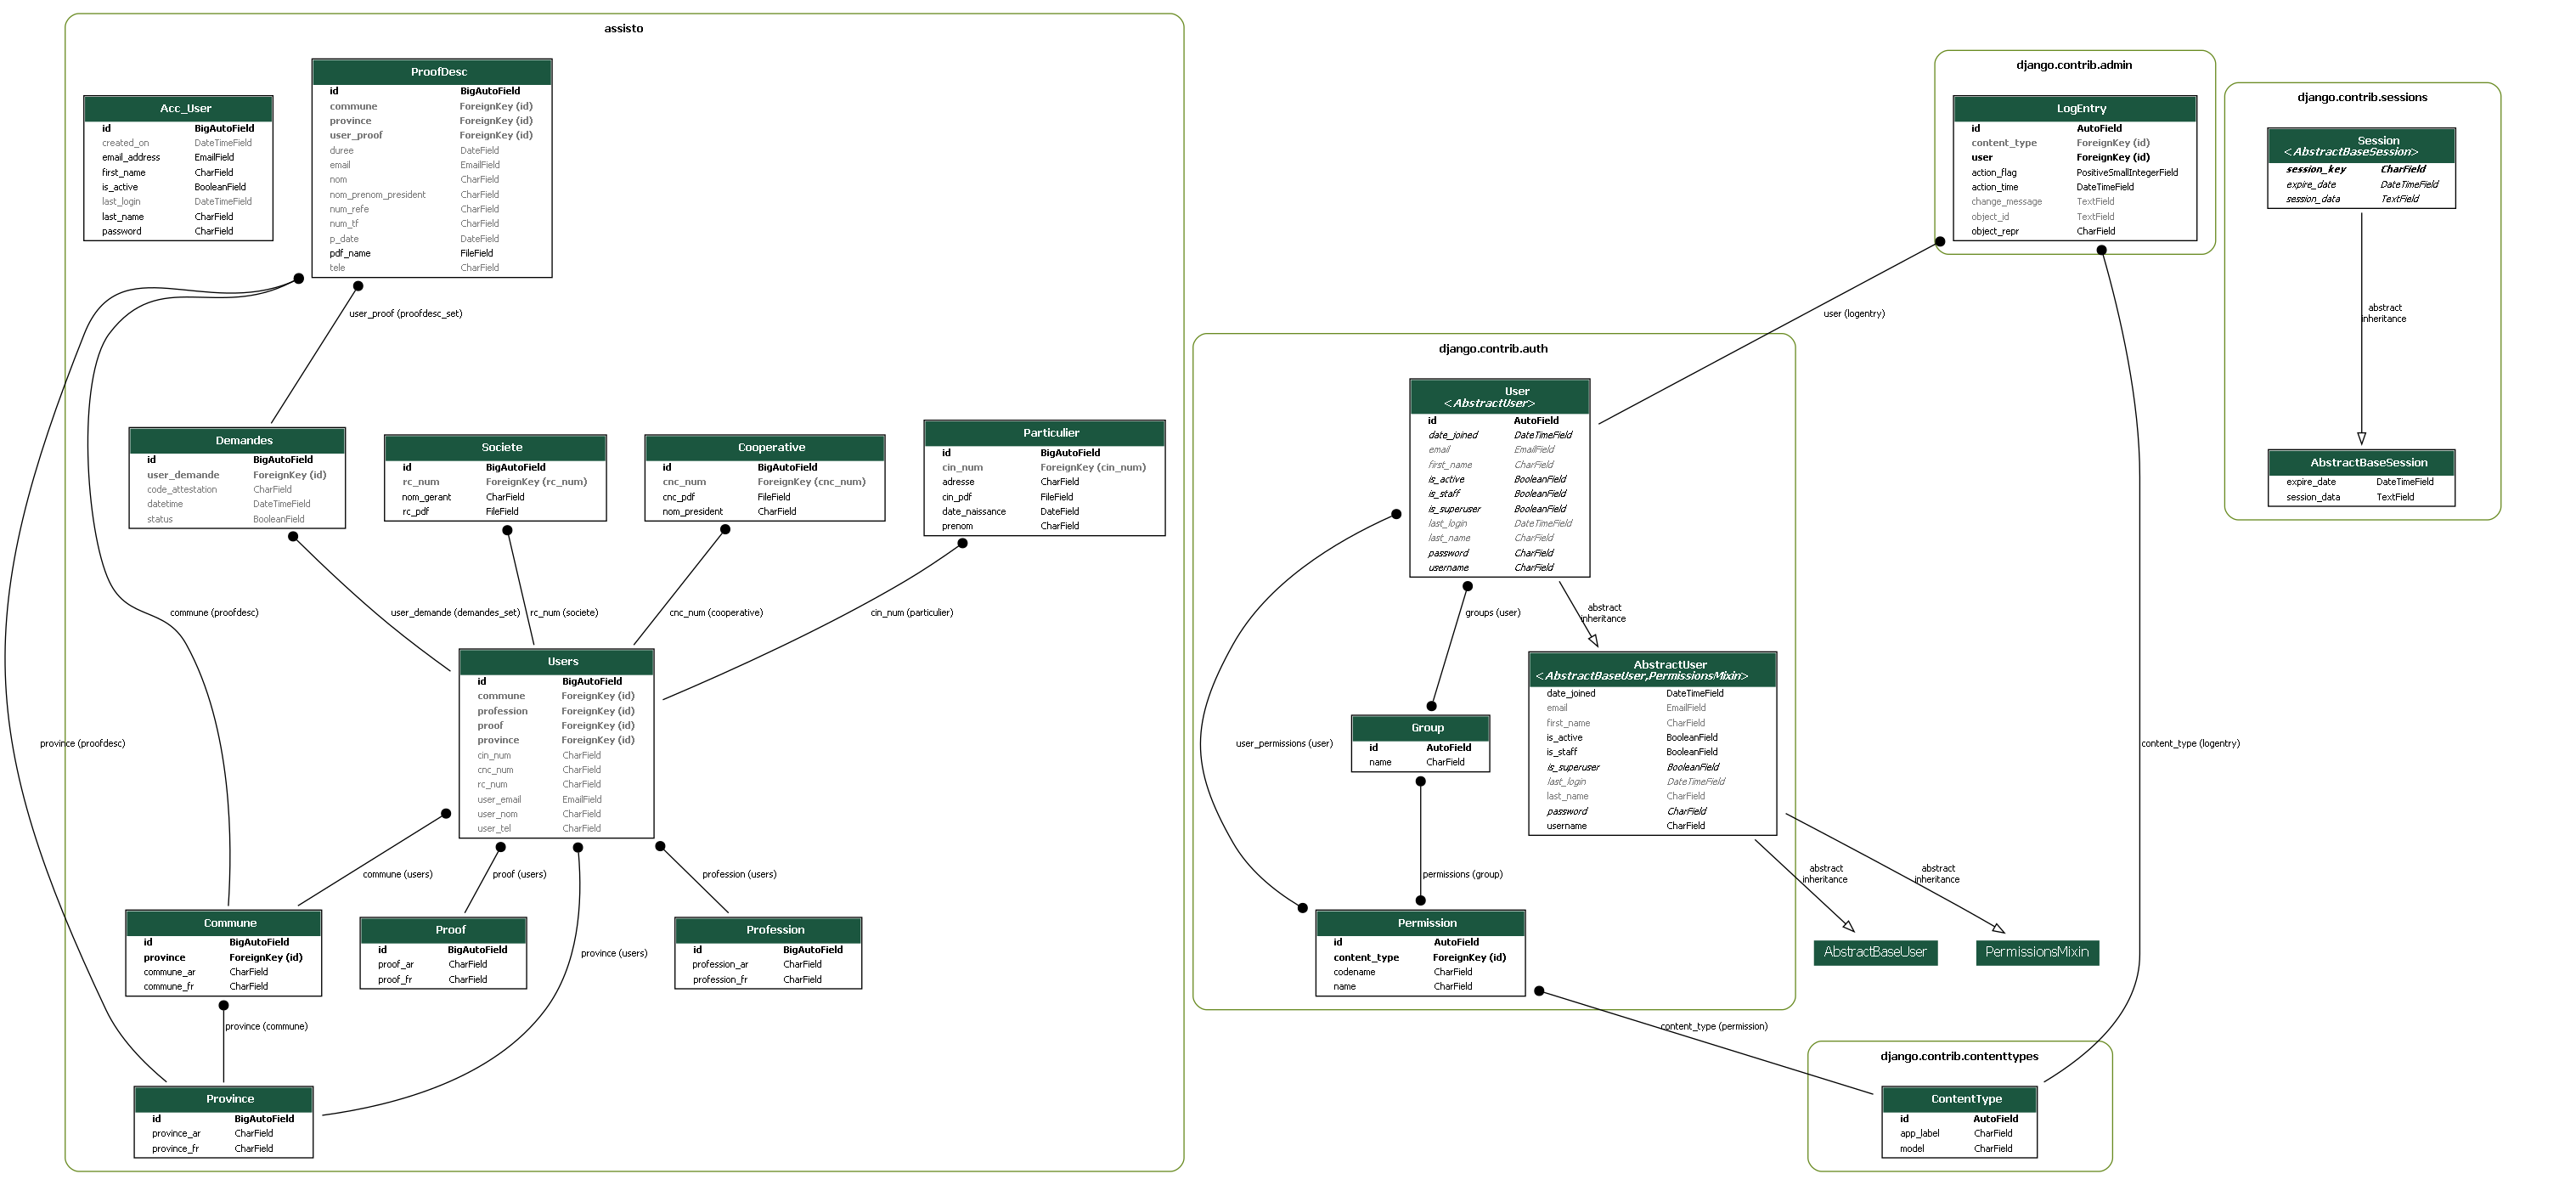 assisto
ProofDesc
id BigAutoField
commune ForeignKey (id)
province ForeignKey (id)
user_proof ForeignKey (id)
duree DateField
email EmailField
nom CharField
nom_prenom_president CharField
num_refe CharField
num_tf CharField
p_date DateField
pdf_name FileField
tele CharField
Acc_User
id BigAutoField
created_on DateTimeField
email_address EmailField
first_name CharField
is_active BooleanField
last_login DateTimeField
last_name CharField
password CharField
user_proof (proofdesc_set)
Demandes
id BigAutoField
user_demande ForeignKey (id)
code_attestation CharField
datetime DateTimeField
status BooleanField
Societe
id BigAutoField
rc_num ForeignKey (rc_num)
nom_gerant CharField
rc_pdf FileField
Cooperative
id BigAutoField
cnc_num ForeignKey (cnc_num)
cnc_pdf FileField
nom_president CharField
Particulier
id BigAutoField
cin_num ForeignKey (cin_num)
adresse CharField
cin_pdf FileField
date_naissance DateField
prenom CharField
commune (proofdesc)
user_demande (demandes_set)
rc_num (societe)
cnc_num (cooperative)
cin_num (particulier)
Users
id BigAutoField
commune ForeignKey (id)
profession ForeignKey (id)
proof ForeignKey (id)
province ForeignKey (id)
cin_num CharField
cnc_num CharField
rc_num CharField
user_email EmailField
user_nom CharField
user_tel CharField
province (proofdesc)
commune (users)
proof (users)
profession (users)
province (users)
Commune
id BigAutoField
province ForeignKey (id)
commune_ar CharField
commune_fr CharField
Proof
id BigAutoField
proof_ar CharField
proof_fr CharField
Profession
id BigAutoField
profession_ar CharField
profession_fr CharField
province (commune)
Province
id BigAutoField
province_ar CharField
province_fr CharField
django.contrib.admin
LogEntry
id AutoField
content_type ForeignKey (id)
user ForeignKey (id)
action_flag PositiveSmallIntegerField
action_time DateTimeField
change_message TextField
object_id TextField
object_repr CharField
user (logentry)
content_type (logentry)
django.contrib.auth
User
<AbstractUser>
id AutoField
date_joined DateTimeField
email EmailField
first_name CharField
is_active BooleanField
is_staff BooleanField
is_superuser BooleanField
last_login DateTimeField
last_name CharField
password CharField
username CharField
groups (user)
abstract
inheritance
user_permissions (user)
AbstractUser
<AbstractBaseUser,PermissionsMixin>
date_joined DateTimeField
email EmailField
first_name CharField
is_active BooleanField
is_staff BooleanField
is_superuser BooleanField
last_login DateTimeField
last_name CharField
password CharField
username CharField
Group
id AutoField
name CharField
permissions (group)
abstract
inheritance
abstract
inheritance
Permission
id AutoField
content_type ForeignKey (id)
codename CharField
name CharField
AbstractBaseUser
PermissionsMixin
content_type (permission)
django.contrib.contenttypes
ContentType
id AutoField
app_label CharField
model CharField
django.contrib.sessions
Session
<AbstractBaseSession>
session_key CharField
expire_date DateTimeField
session_data TextField
abstract
inheritance
AbstractBaseSession
expire_date DateTimeField
session_data TextField